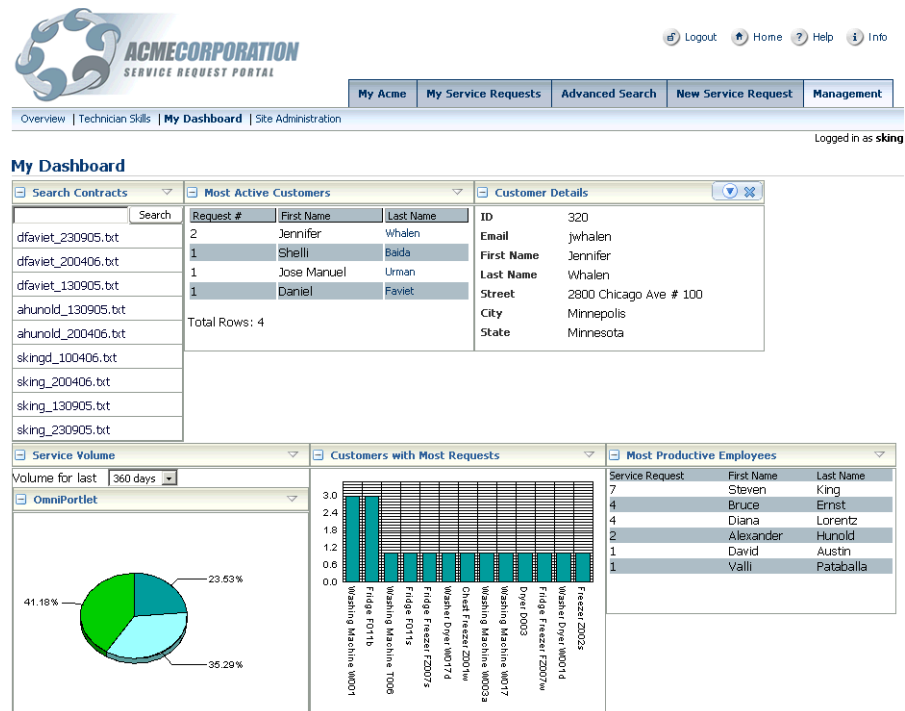 ACMECORPORATION
SERVICE REQUEST PORTAL
Logout Home ? Help i Info
My Acme My Service Requests Advanced Search New Service Request Management
Overview | Technician Skills | My Dashboard | Site Administration
Logged in as sking
My Dashboard
Search Contracts
Search
dfaviet_230905.txt
dfaviet_200406.txt
dfaviet_130905.txt
ahunold_130905.txt
ahunold_200406.txt
skingd_100406.txt
sking_200406.txt
sking_130905.txt
sking_230905.txt
Most Active Customers
Request # First Name Last Name
2 Jennifer Whalen
1 Shelli Baida
1 Jose Manuel Urman
1 Daniel Faviet
Total Rows: 4
Customer Details
ID 320
Email jwhalen
First Name Jennifer
Last Name Whalen
Street 2800 Chicago Ave # 100
City Minnepolis
State Minnesota
Service Volume
Volume for last 360 days
OmniPortlet
23.53%
41.18%
35.29%
Customers with Most Requests
3.0
2.4
1.8
1.2
0.6
0.0
Washing Machine W001
Fridge F011b
Washing Machine T006
Fridge F011s
Fridge Freezer FZ007s
Washer Dryer W017d
Chest Freezer Z001w
Washing Machine W003a
Washing Machine W017
Dryer D003
Fridge Freezer FZ007w
Washer Dryer W001d
Freezer Z002s
Most Productive Employees
Service Request First Name Last Name
7 Steven King
4 Bruce Ernst
4 Diana Lorentz
2 Alexander Hunold
1 David Austin
1 Valli Pataballa